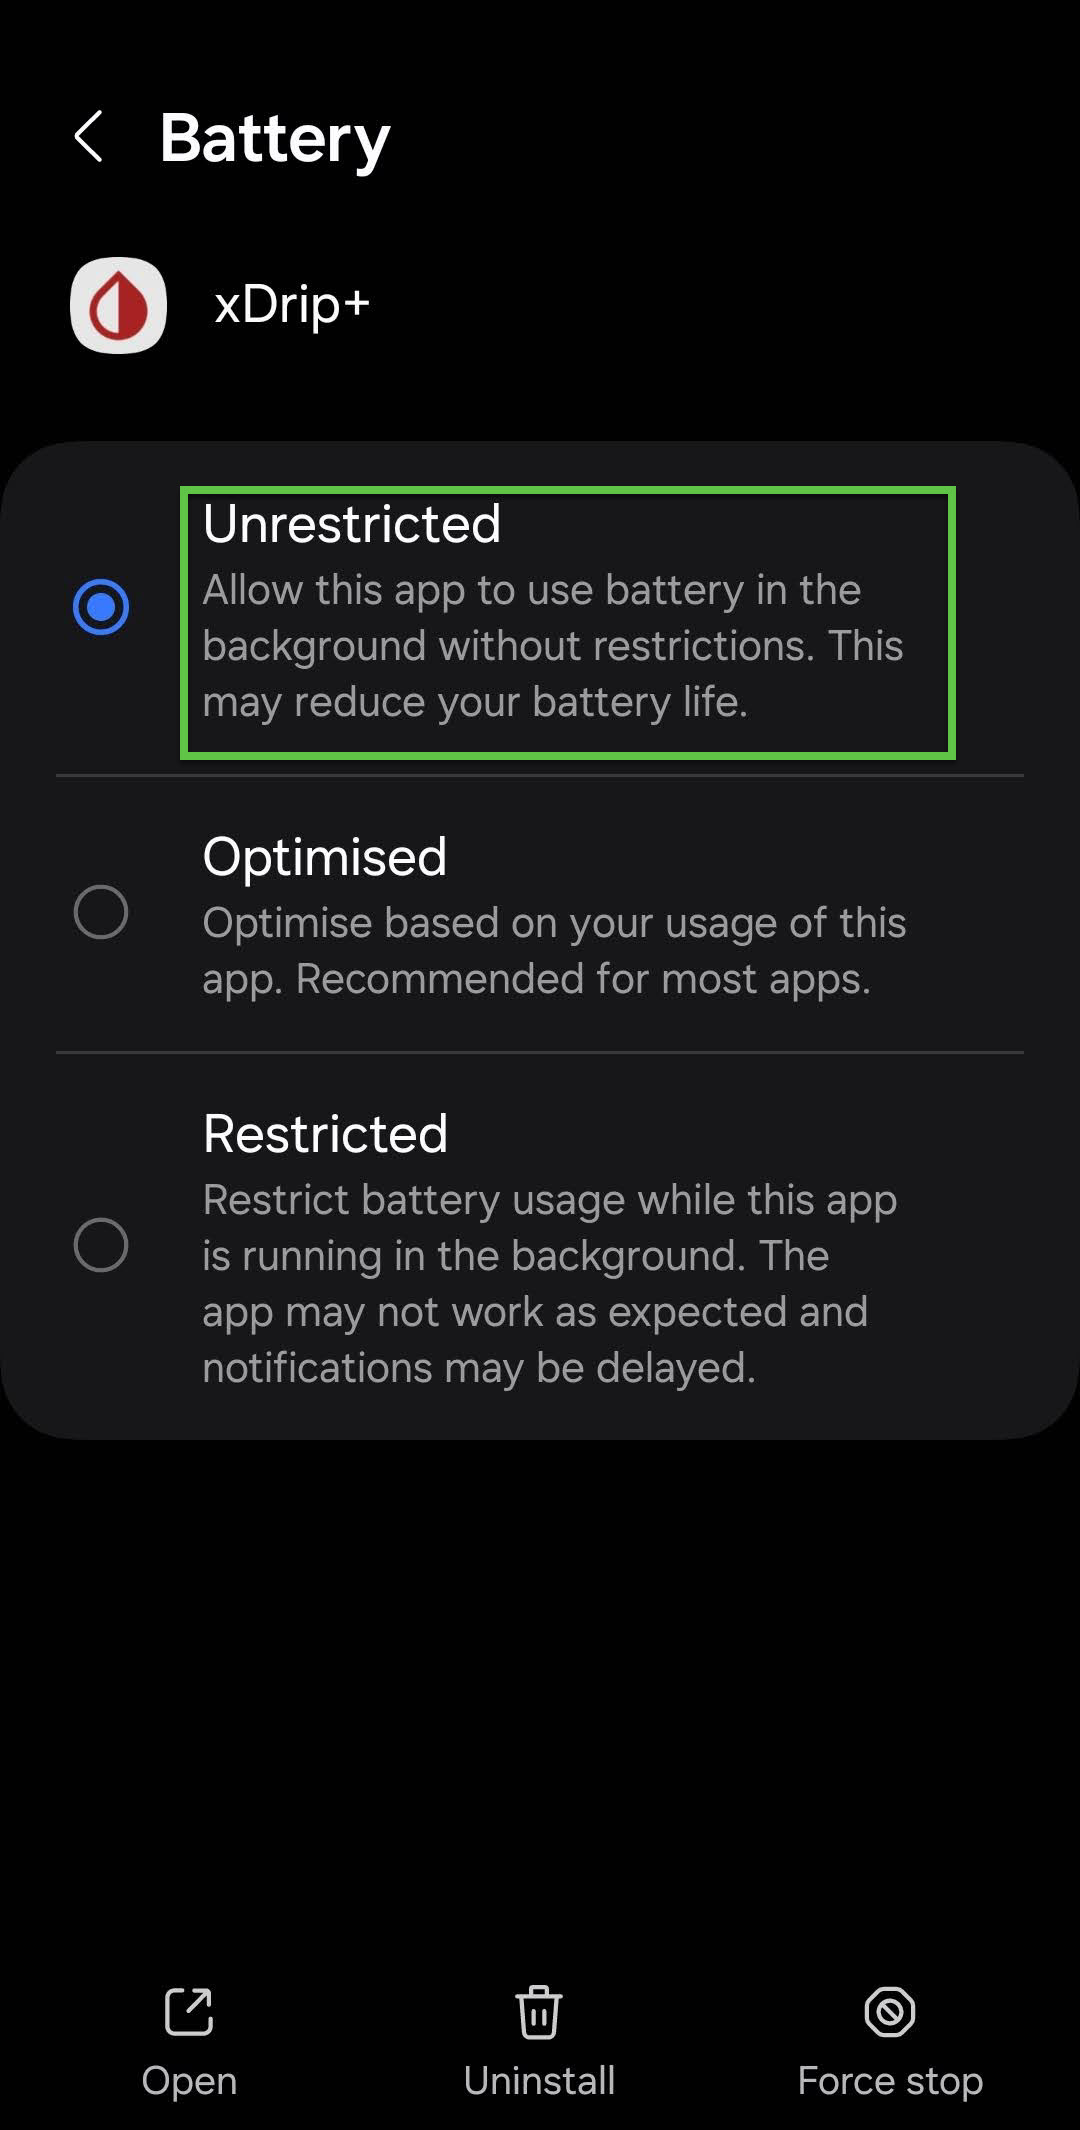 Battery
xDrip+
Unrestricted
Allow this app to use battery in the
background without restrictions. This
may reduce your battery life.
Optimised
Optimise based on your usage of this
app. Recommended for most apps.
Restricted
Restrict battery usage while this app
is running in the background. The
app may not work as expected and
notifications may be delayed.
Open
Uninstall
Force stop